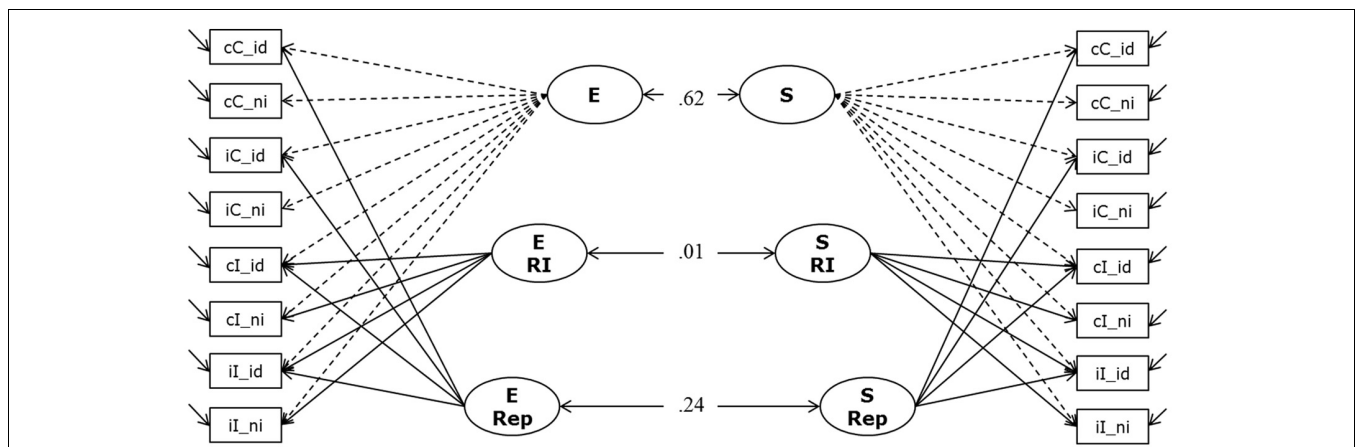 cC_id
cC_ni
iC_id
iC_ni
cI_id
cI_ni
iI_id
iI_ni
E
.62
S
E
RI
.01
S
RI
E
Rep
.24
S
Rep
cC_id
cC_ni
iC_id
iC_ni
cI_id
cI_ni
iI_id
iI_ni